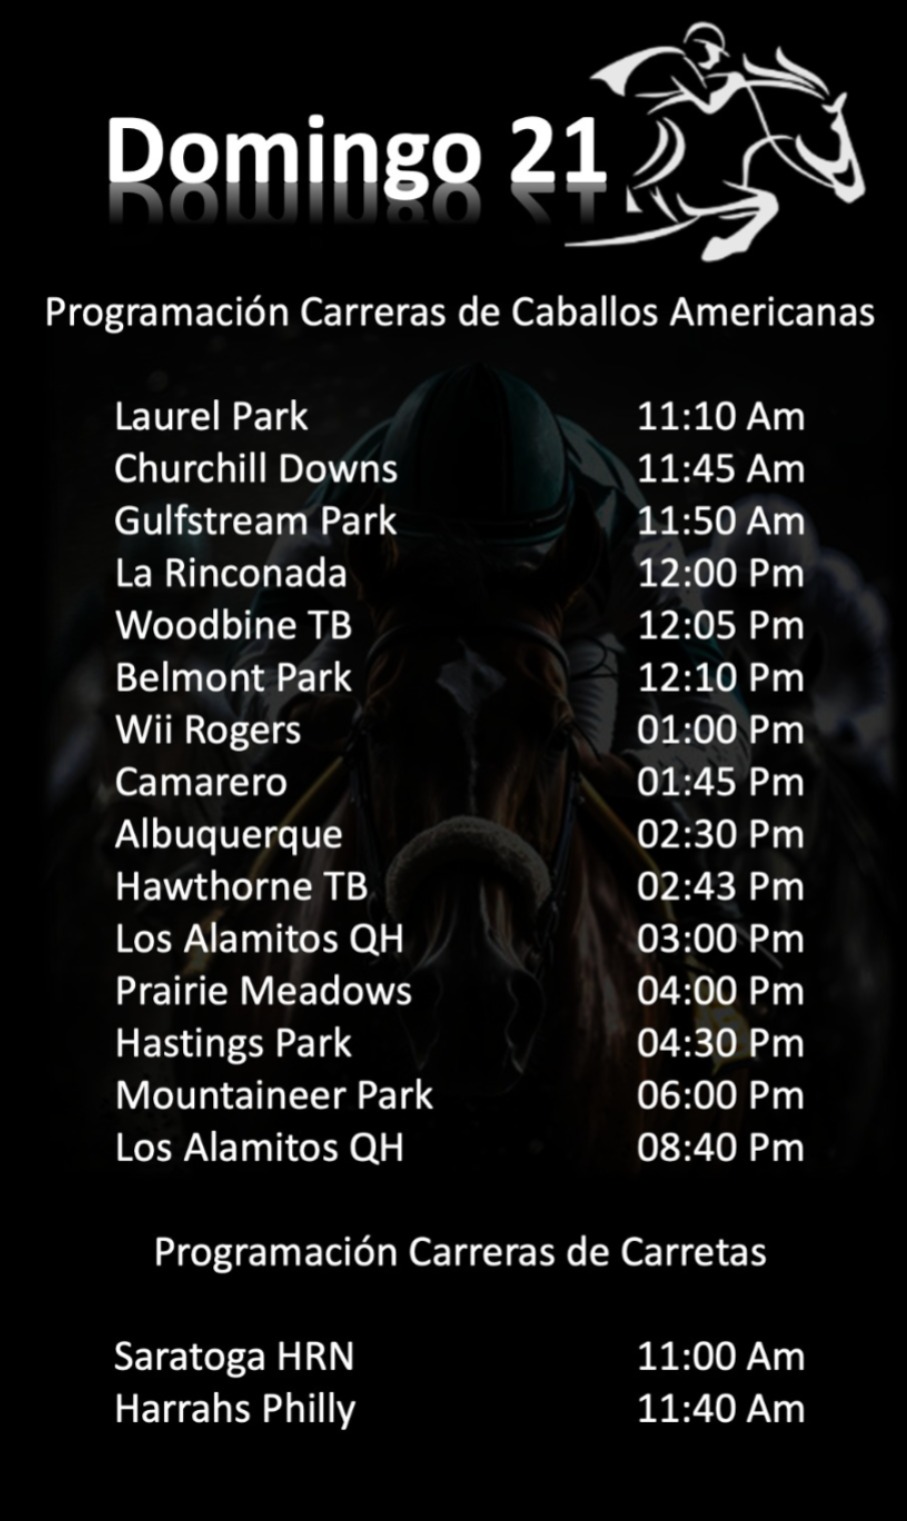 Domingo 21
Programación Carreras de Caballos Americanas
Laurel Park 11:10 Am
Churchill Downs 11:45 Am
Gulfstream Park 11:50 Am
La Rinconada 12:00 Pm
Woodbine TB 12:05 Pm
Belmont Park 12:10 Pm
Wii Rogers 01:00 Pm
Camarero 01:45 Pm
Albuquerque 02:30 Pm
Hawthorne TB 02:43 Pm
Los Alamitos QH 03:00 Pm
Prairie Meadows 04:00 Pm
Hastings Park 04:30 Pm
Mountaineer Park 06:00 Pm
Los Alamitos QH 08:40 Pm
Programación Carreras de Carretas
Saratoga HRN 11:00 Am
Harrahs Philly 11:40 Am